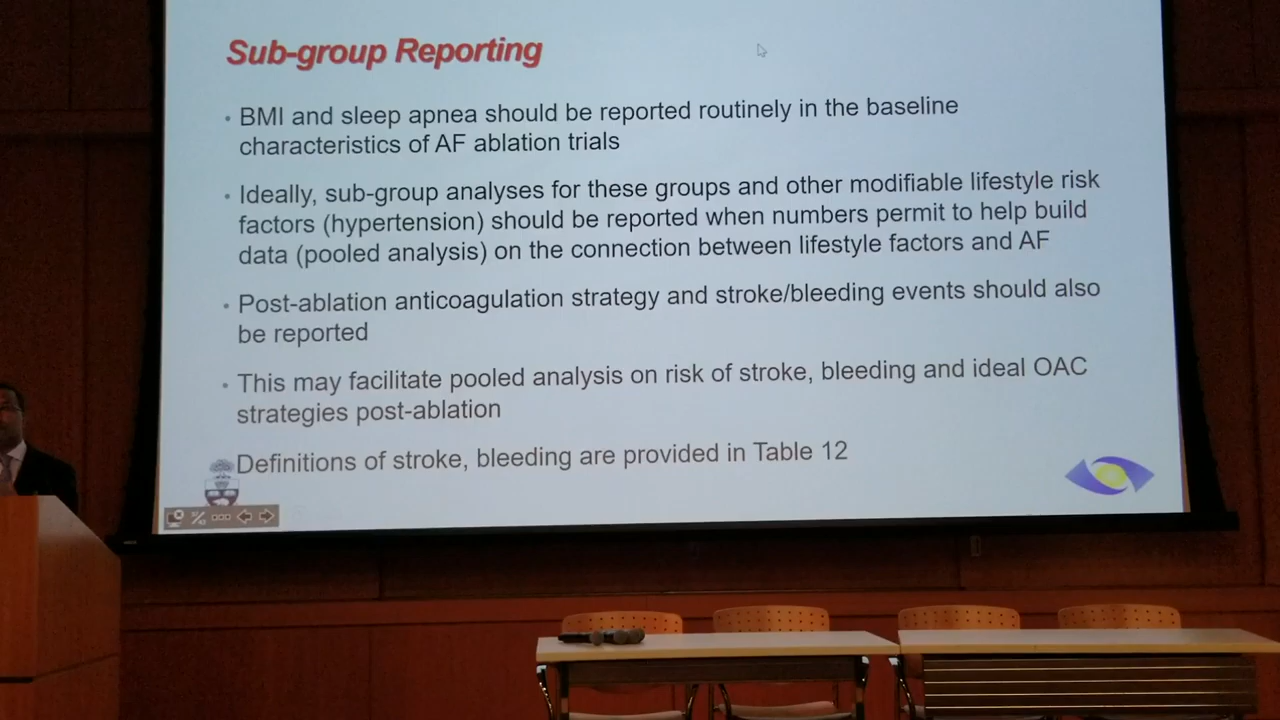 Sub-group Reporting
• BMI and sleep apnea should be reported routinely in the baseline
characteristics of AF ablation trials
• Ideally, sub-group analyses for these groups and other modifiable lifestyle risk
factors (hypertension) should be reported when numbers permit to help build
data (pooled analysis) on the connection between lifestyle factors and AF
• Post-ablation anticoagulation strategy and stroke/bleeding events should also
be reported
• This may facilitate pooled analysis on risk of stroke, bleeding and ideal OAC
strategies post-ablation
Definitions of stroke, bleeding are provided in Table 12